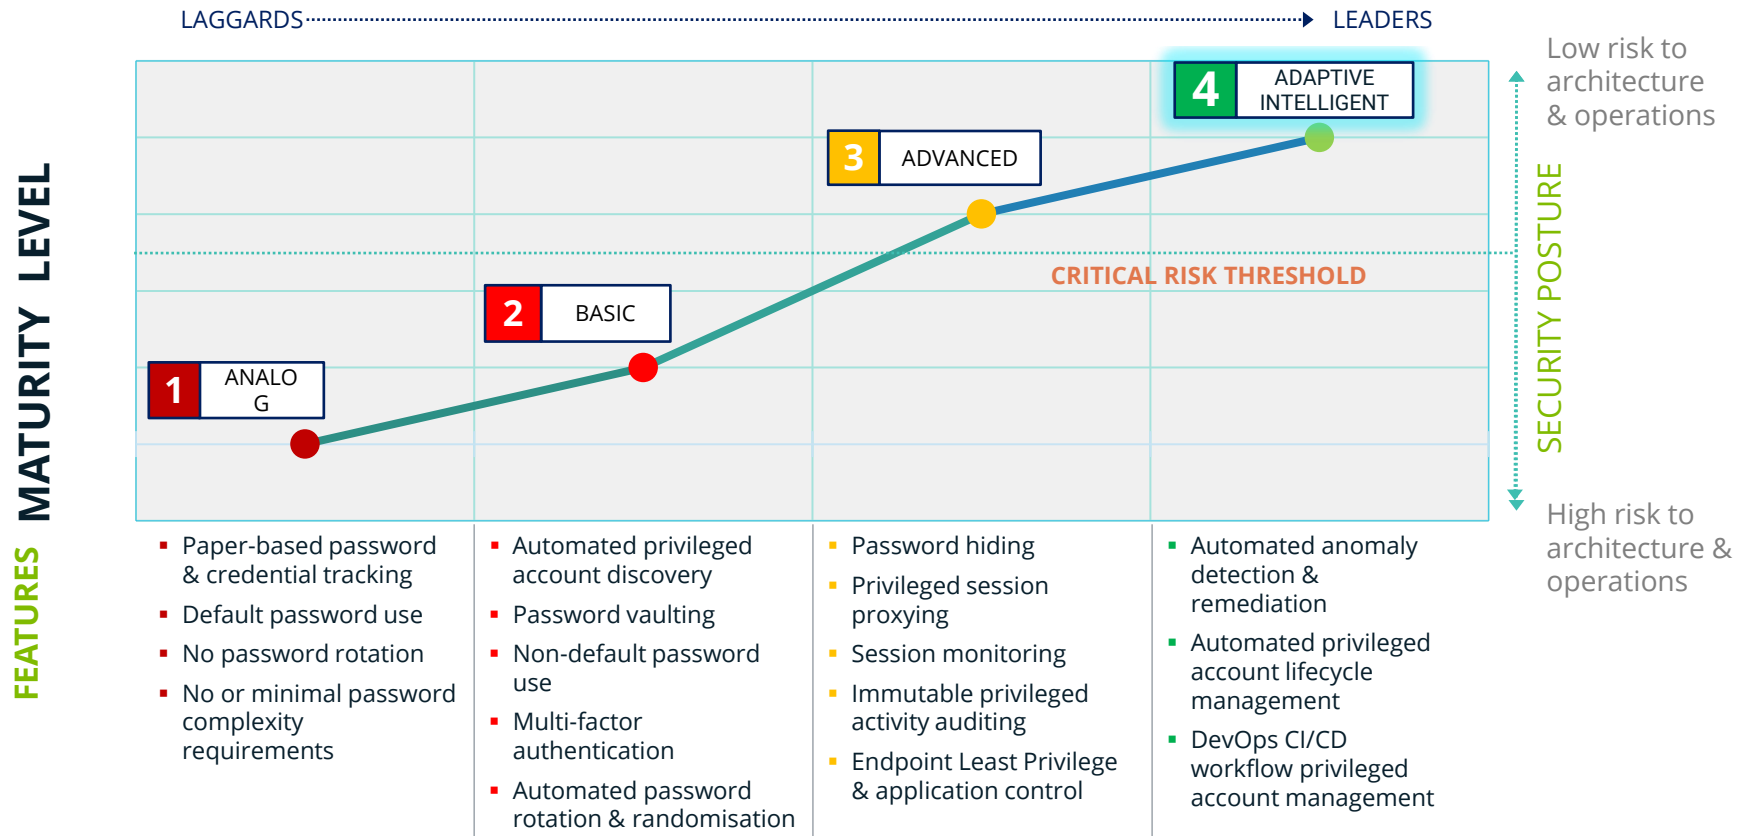 LAGGARDS
LEADERS
Low risk to
architecture
& operations
4
ADAPTIVE
INTELLIGENT
3
ADVANCED
CRITICAL RISK THRESHOLD
2
BASIC
1
ANALO
G
MATURITY LEVEL
SECURITY POSTURE
High risk to
architecture &
operations
FEATURES
Paper-based password
& credential tracking
Default password use
No password rotation
No or minimal password
complexity
requirements
Automated privileged
account discovery
Password vaulting
Non-default password
use
Multi-factor
authentication
Automated password
rotation & randomisation
Password hiding
Privileged session
proxying
Session monitoring
Immutable privileged
activity auditing
Endpoint Least Privilege
& application control
Automated anomaly
detection &
remediation
Automated privileged
account lifecycle
management
DevOps CI/CD
workflow privileged
account management